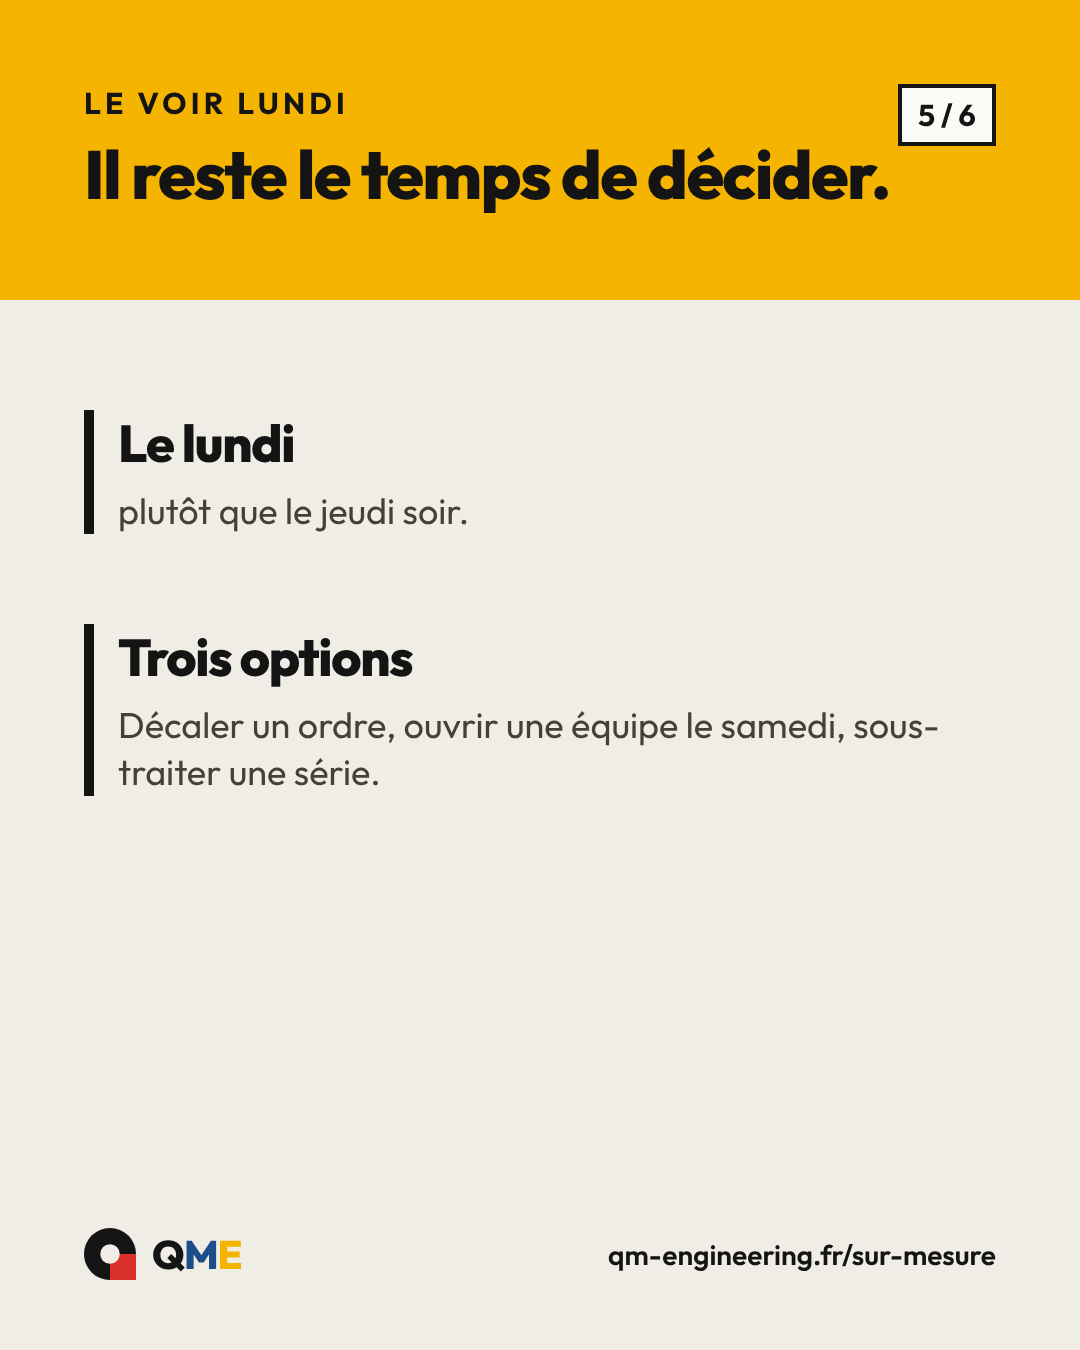 LE VOIR LUNDI
5 / 6
Il reste le temps de décider.
Le lundi
plutôt que le jeudi soir.
Trois options
Décaler un ordre, ouvrir une équipe le samedi, sous-
traiter une série.
QME
qm-engineering.fr/sur-mesure